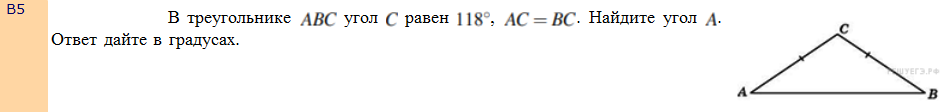 B5
В треугольнике ABC угол C равен 118°, AC = BC. Найдите угол A.
Ответ дайте в градусах.
C
A
B